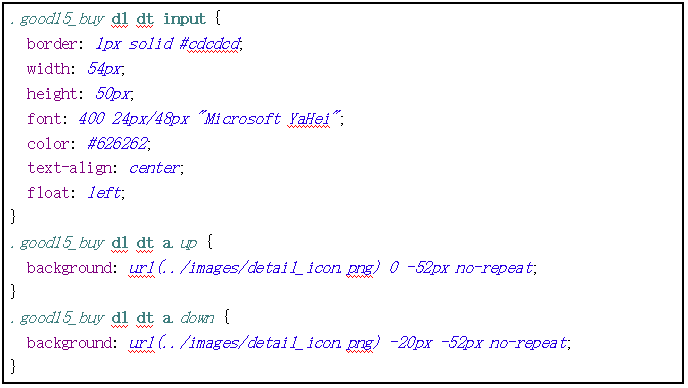 .good15_buy dl dt input {
  border: 1px solid #cdcdcd;
  width: 54px;
  height: 50px;
  font: 400 24px/48px "Microsoft YaHei";
  color: #626262;
  text-align: center;
  float: left;
}
.good15_buy dl dt a.up {
  background: url(../images/detail_icon.png) 0 -52px no-repeat;
}
.good15_buy dl dt a.down {
  background: url(../images/detail_icon.png) -20px -52px no-repeat;
}